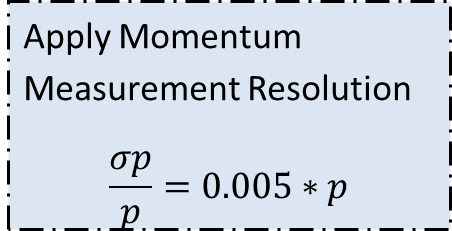 Apply Momentum
Measurement Resolution
σp/p = 0.005 * p